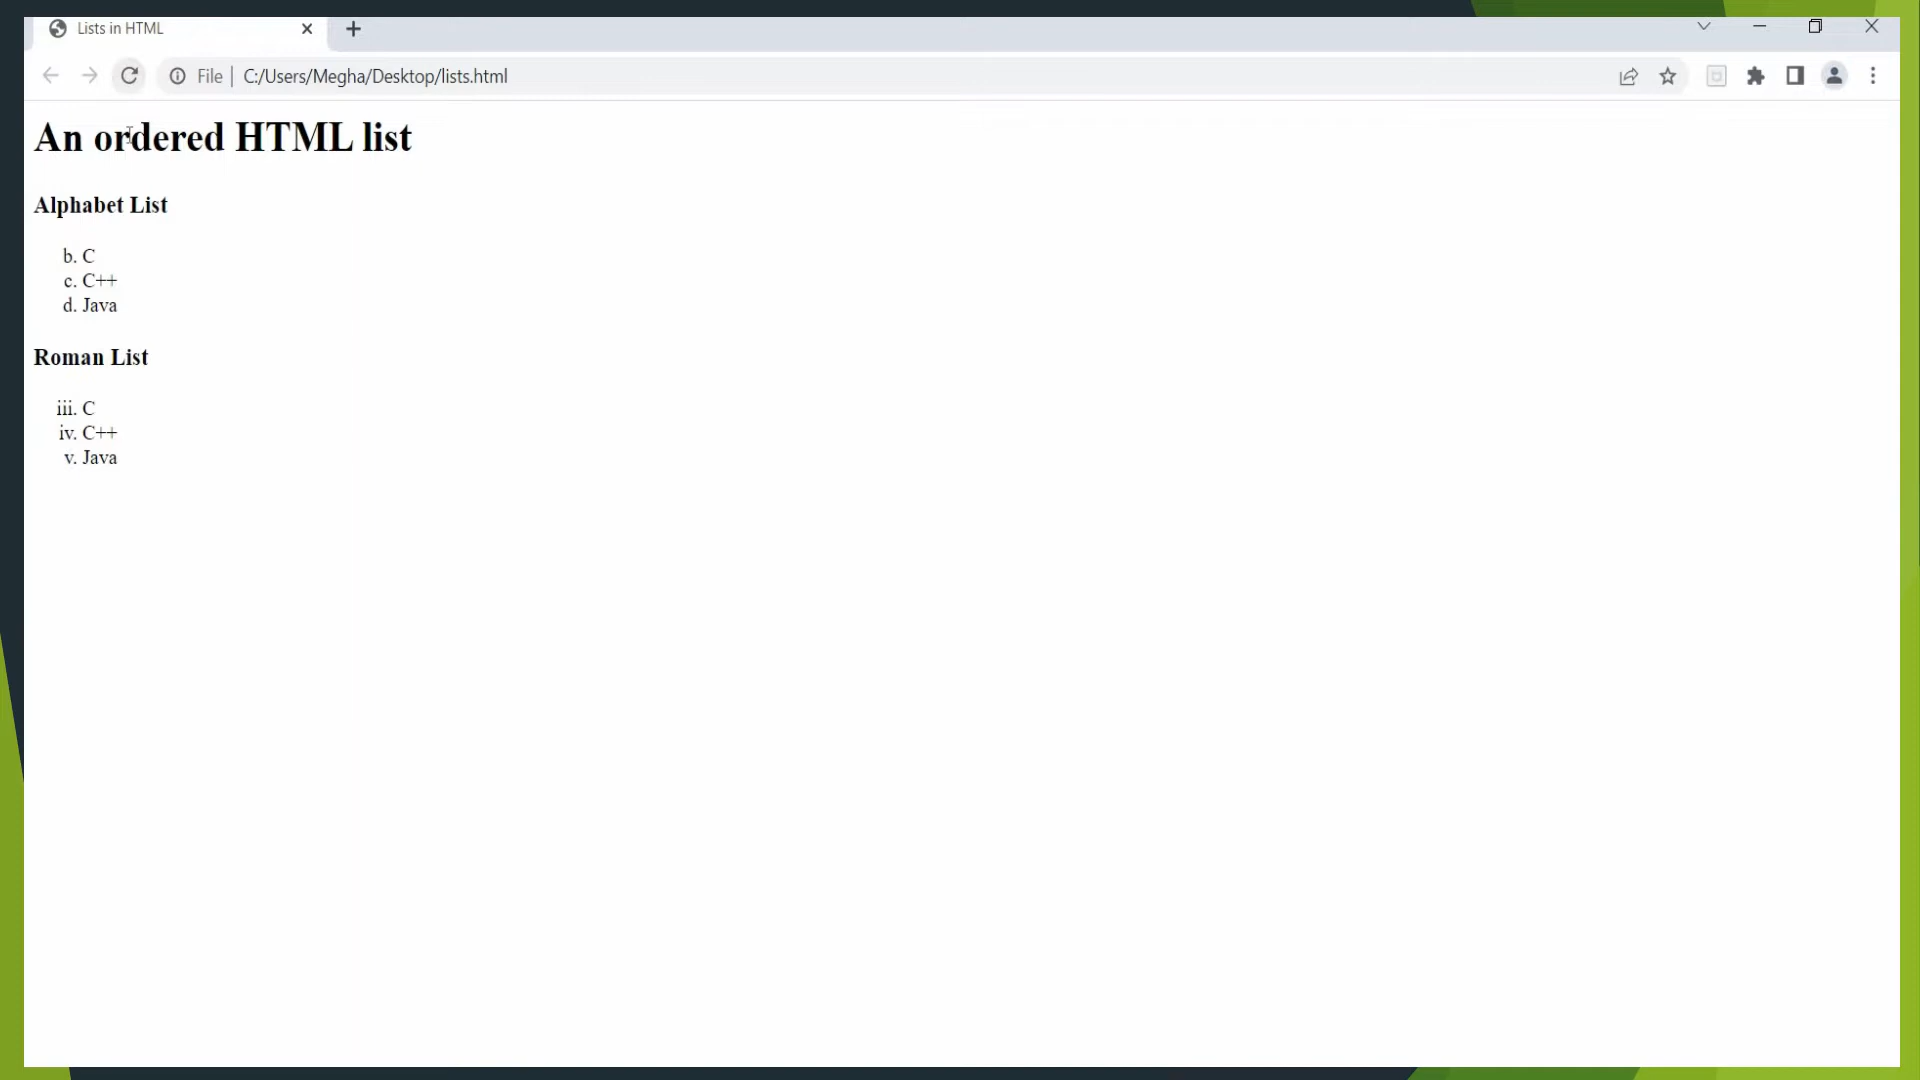 Lists in HTML
File | C:/Users/Megha/Desktop/lists.html
An ordered HTML list
Alphabet List
b. C
c. C++
d. Java
Roman List
iii. C
iv. C++
v. Java